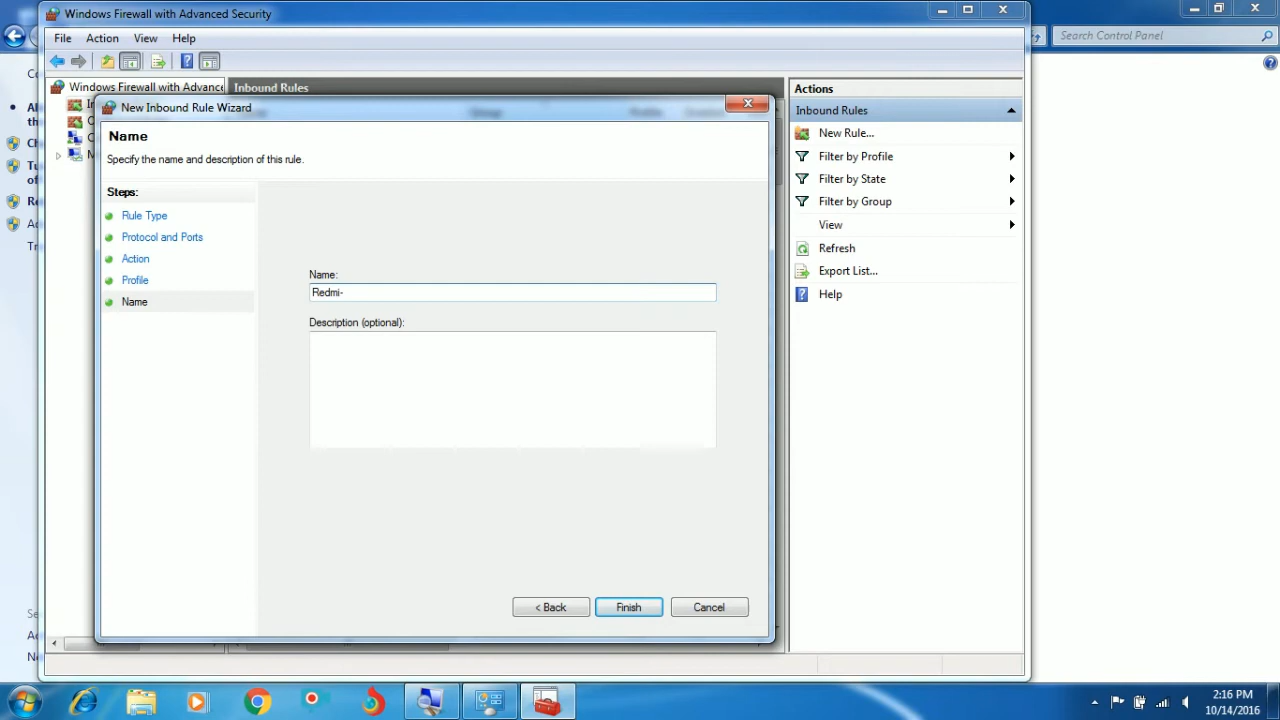 Windows Firewall with Advanced Security
Search Control Panel
File Action View Help
Windows Firewall with Advance
Inbound Rules
Actions
Inbound Rules
New Rule...
Filter by Profile
Filter by State
Filter by Group
View
Refresh
Export List...
Help
New Inbound Rule Wizard
Name
Specify the name and description of this rule.
Steps:
Rule Type
Protocol and Ports
Action
Profile
Name
Name:
Redmi-
Description (optional):
< Back Finish Cancel
2:16 PM
10/14/2016